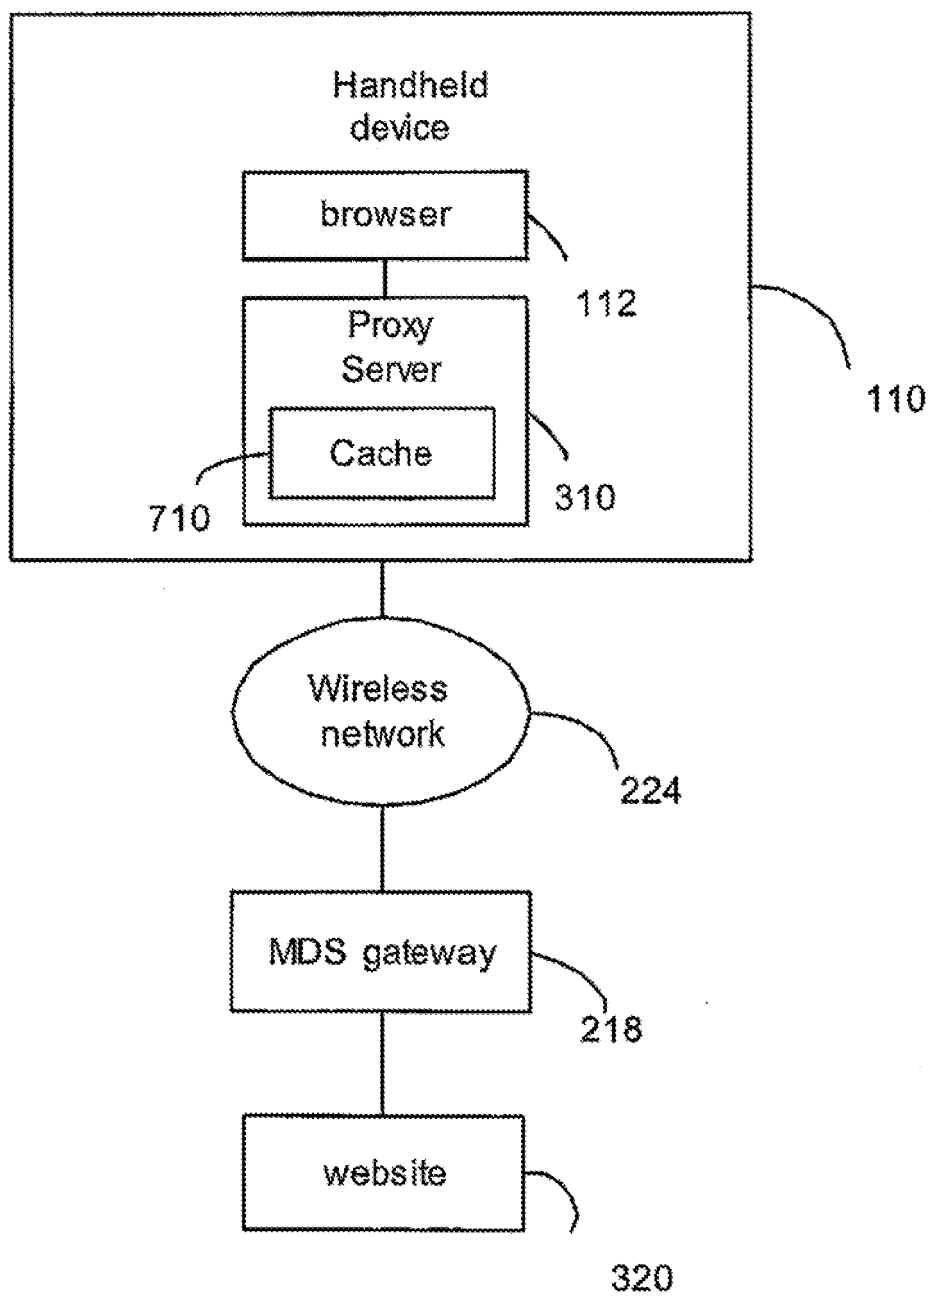 Handheld
device
browser
112
Proxy
Server
110
Cache
710
310
Wireless
network
224
MDS gateway
218
website
320